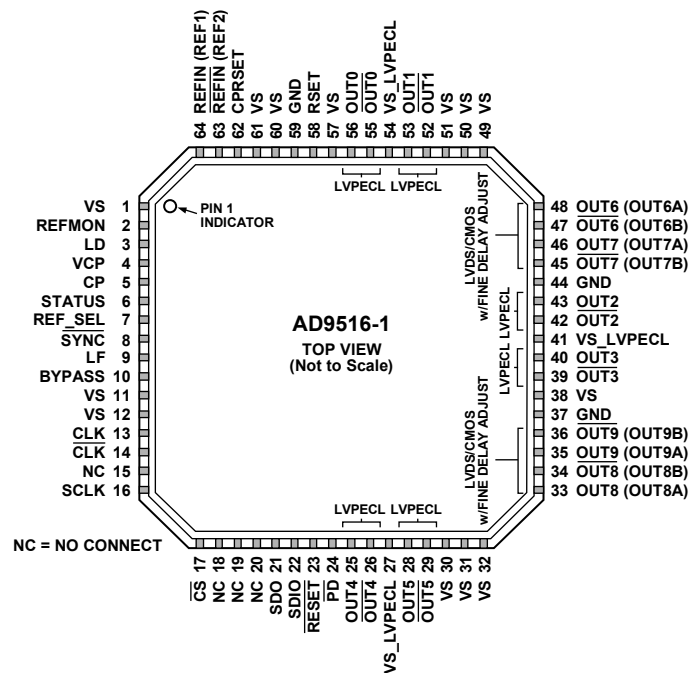 64 REFIN (REF1)
63 REFIN (REF2)
62 CPRSET
61 VS
60 VS
59 GND
58 RSET
57 VS
56 OUT0
55 OUT0
54 VS_LVPECL
53 OUT1
52 OUT1
51 VS
50 VS
49 VS
LVPECL LVPECL
VS 1
REFMON 2
LD 3
VCP 4
CP 5
STATUS 6
REF_SEL 7
SYNC 8
LF 9
BYPASS 10
VS 11
VS 12
CLK 13
CLK 14
NC 15
SCLK 16
PIN 1
INDICATOR
AD9516-1
TOP VIEW
(Not to Scale)
LVDS/CMOS
w/FINE DELAY ADJUST
LVPECL
LVPECL
LVDS/CMOS
w/FINE DELAY ADJUST
48 OUT6 (OUT6A)
47 OUT6 (OUT6B)
46 OUT7 (OUT7A)
45 OUT7 (OUT7B)
44 GND
43 OUT2
42 OUT2
41 VS_LVPECL
40 OUT3
39 OUT3
38 VS
37 GND
36 OUT9 (OUT9B)
35 OUT9 (OUT9A)
34 OUT8 (OUT8B)
33 OUT8 (OUT8A)
LVPECL LVPECL
NC = NO CONNECT
CS 17
NC 18
NC 19
NC 20
SDO 21
SDIO 22
RESET 23
PD 24
OUT4 25
OUT4 26
VS_LVPECL 27
OUT5 28
OUT5 29
VS 30
VS 31
VS 32